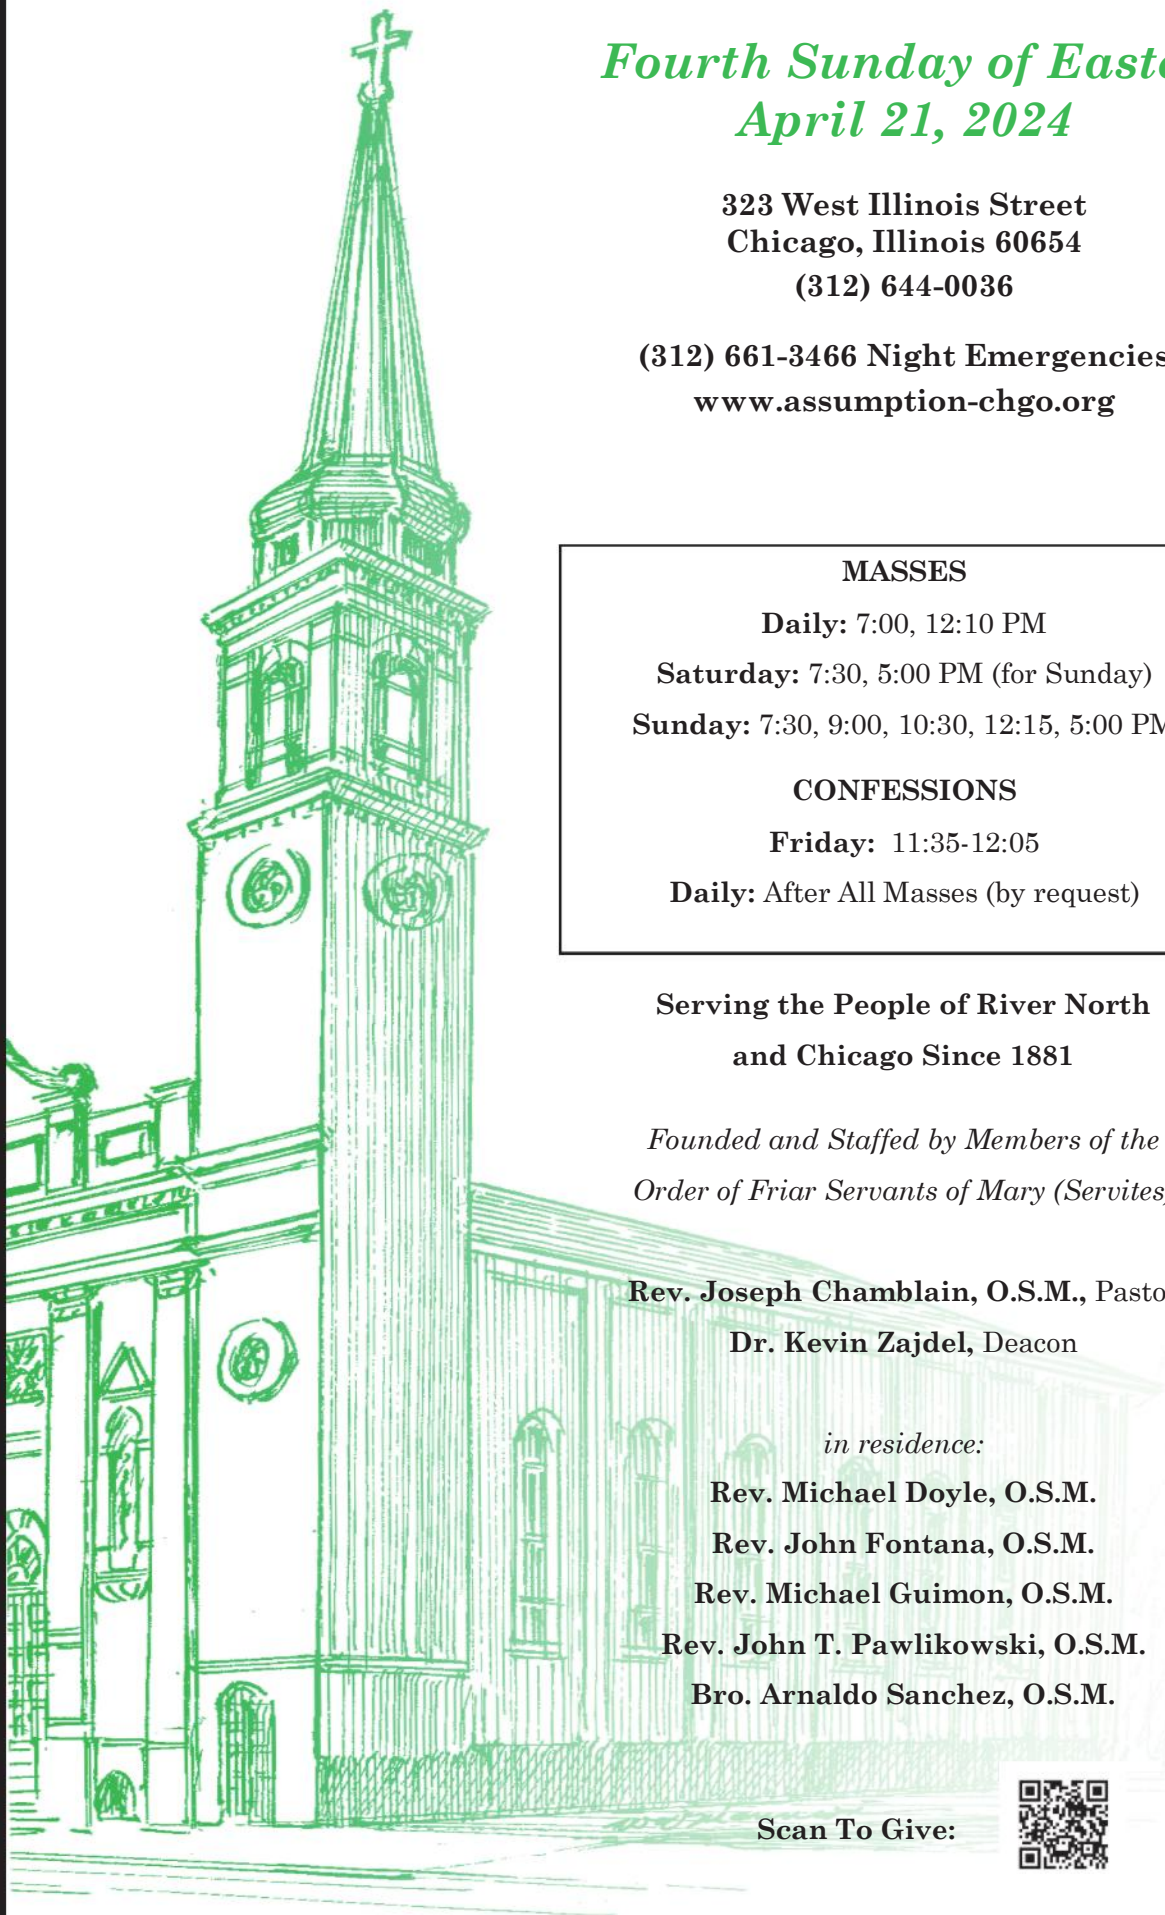 Fourth Sunday of Easte
April 21, 2024
323 West Illinois Street
Chicago, Illinois 60654
(312) 644-0036
(312) 661-3466 Night Emergencies
www.assumption-chgo.org
MASSES
Daily: 7:00, 12:10 PM
Saturday: 7:30, 5:00 PM (for Sunday)
Sunday: 7:30, 9:00, 10:30, 12:15, 5:00 PM
CONFESSIONS
Friday: 11:35-12:05
Daily: After All Masses (by request)
Serving the People of River North
and Chicago Since 1881
Founded and Staffed by Members of the
Order of Friar Servants of Mary (Servites)
Rev. Joseph Chamblain, O.S.M., Pasto
Dr. Kevin Zajdel, Deacon
in residence:
Rev. Michael Doyle, O.S.M.
Rev. John Fontana, O.S.M.
Rev. Michael Guimon, O.S.M.
Rev. John T. Pawlikowski, O.S.M.
Bro. Arnaldo Sanchez, O.S.M.
Scan To Give: